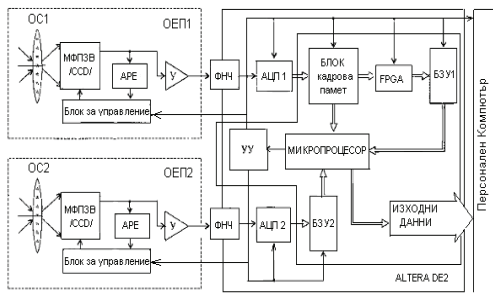 ОС1
ОЕП1
МФПЗВ
/CCD/
АРЕ
У
Блок за управление
ФНЧ
АЦП 1
БЛОК
кадрова
памет
FPGA
БЗУ1
УУ
МИКРОПРОЦЕСОР
ОС2
ОЕП2
МФПЗВ
/CCD/
АРЕ
У
Блок за управление
ФНЧ
АЦП 2
БЗУ2
ИЗХОДНИ
ДАННИ
ALTERA DE2
Персонален Компютър